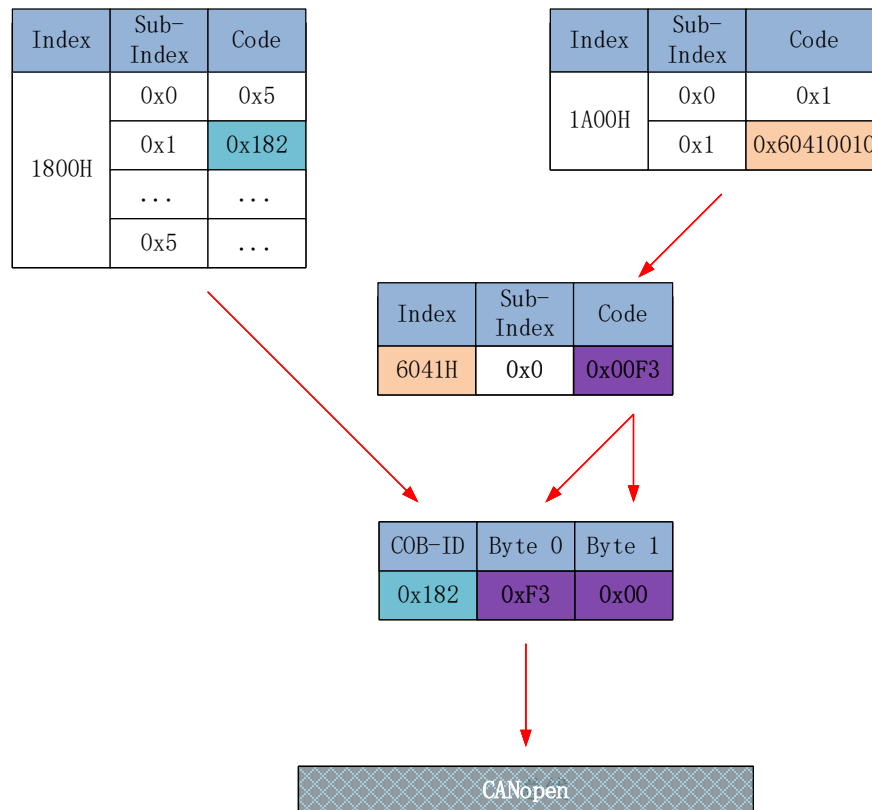 Index Sub-Index Code
1800H 0x0 0x5
0x1 0x182
... ...
0x5 ...
Index Sub-Index Code
1A00H 0x0 0x1
0x1 0x60410010
Index Sub-Index Code
6041H 0x0 0x00F3
COB-ID Byte 0 Byte 1
0x182 0xF3 0x00
CANopen